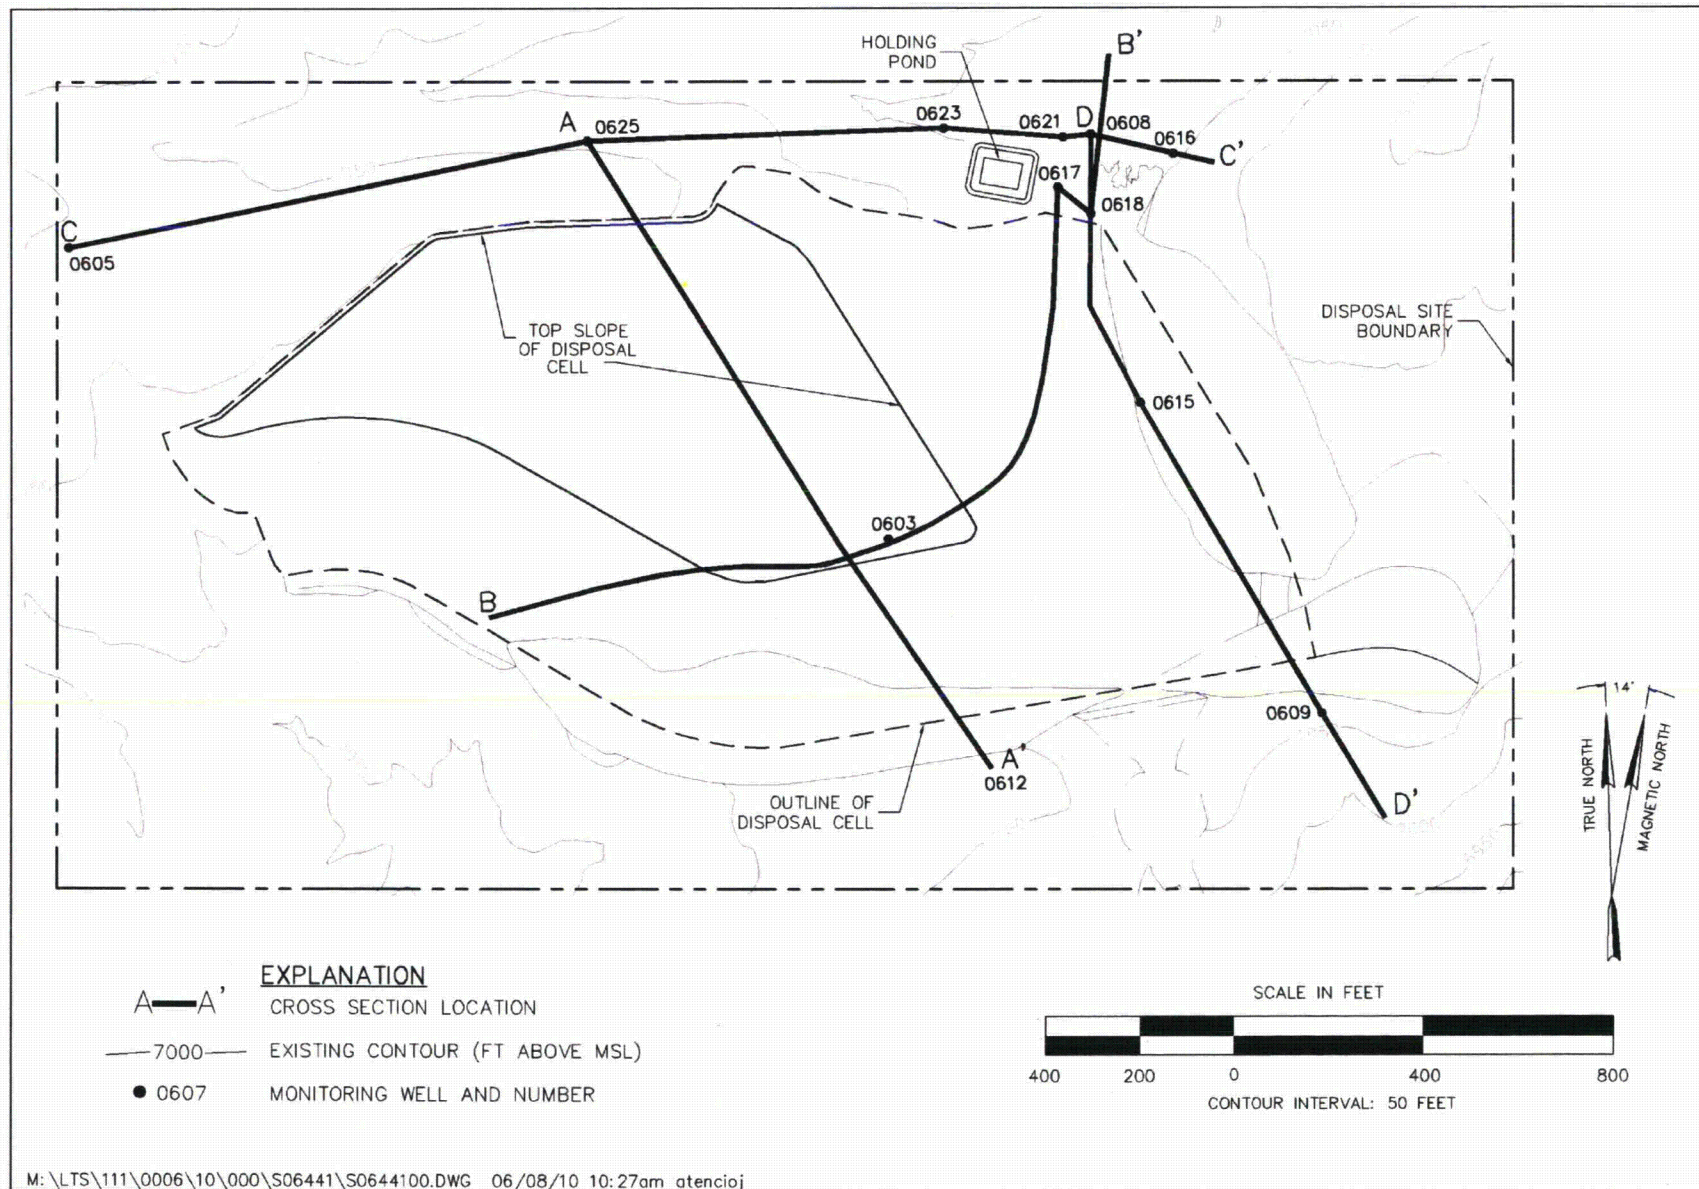 HOLDING
POND
B'
A
0625
0623
0621
D
0608
0616
C'
0617
0618
C
0605
TOP SLOPE
OF DISPOSAL
CELL
DISPOSAL SITE
BOUNDARY
0615
0603
B
0609
A'
0612
OUTLINE OF
DISPOSAL CELL
D'
14°
TRUE NORTH
MAGNETIC NORTH
EXPLANATION
A A' CROSS SECTION LOCATION
7000 EXISTING CONTOUR (FT ABOVE MSL)
0607 MONITORING WELL AND NUMBER
SCALE IN FEET
400 200 0 400 800
CONTOUR INTERVAL: 50 FEET
M:\LTS\111\0006\10\000\S06441\S0644100.DWG 06/08/10 10:27am atencioj